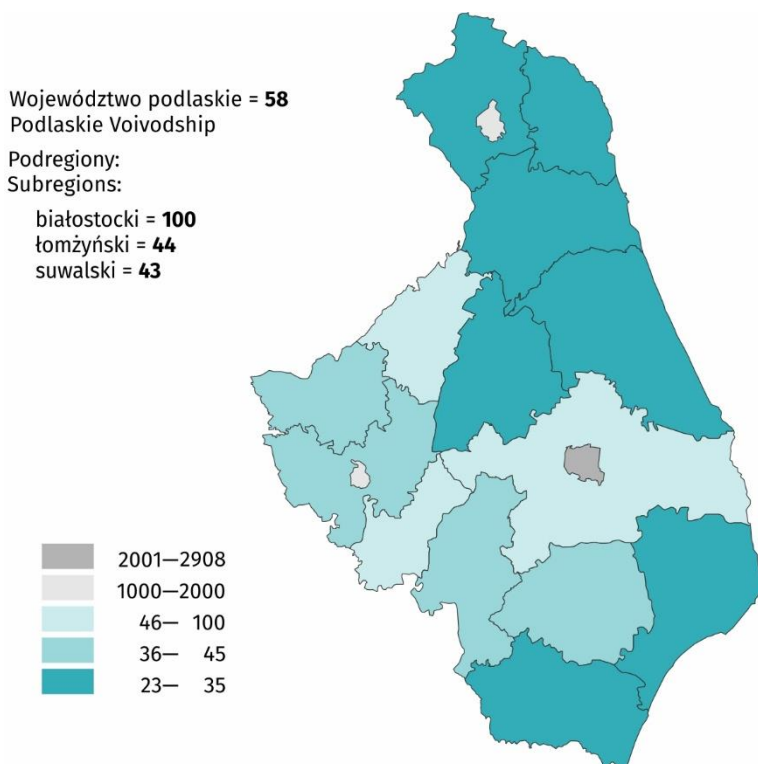 Województwo podlaskie = 58
Podlaskie Voivodship
Podregiony:
Subregions:
białostocki = 100
łomżyński = 44
suwalski = 43
2001—2908
1000—2000
46— 100
36— 45
23— 35